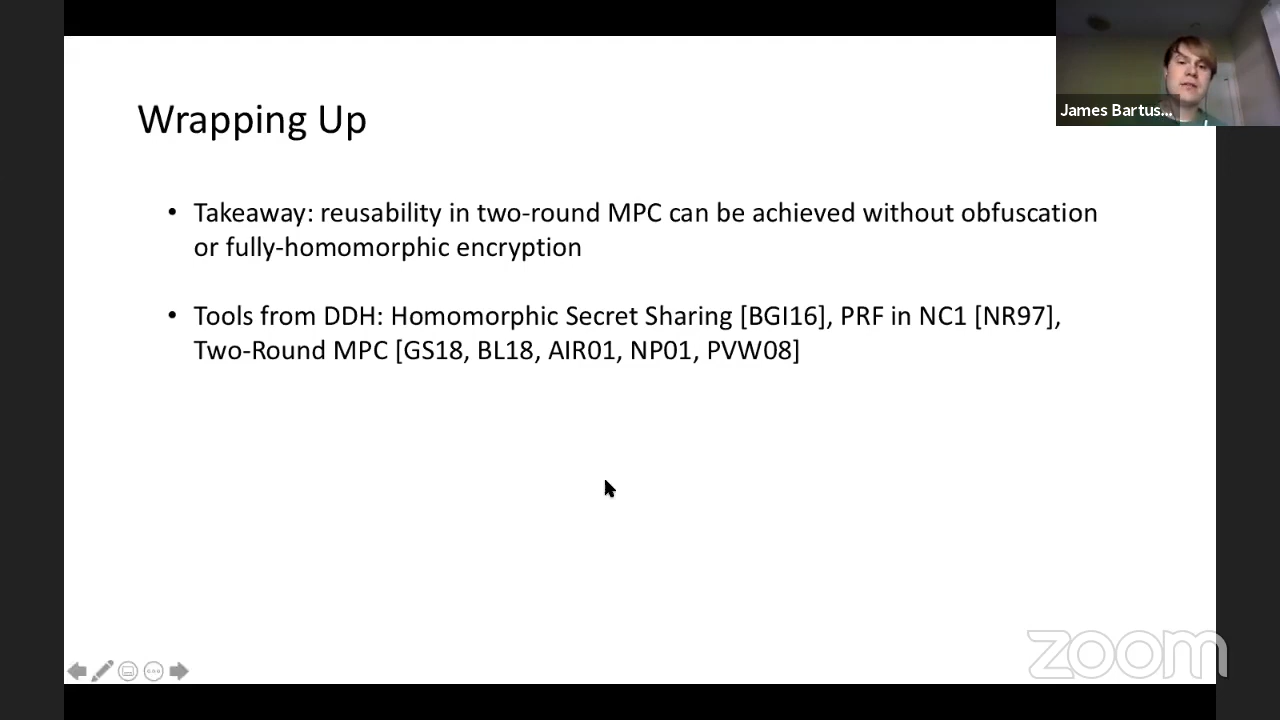 James Bartus...
Wrapping Up
• Takeaway: reusability in two-round MPC can be achieved without obfuscation
or fully-homomorphic encryption
• Tools from DDH: Homomorphic Secret Sharing [BGI16], PRF in NC1 [NR97],
Two-Round MPC [GS18, BL18, AIR01, NP01, PVW08]
zoom